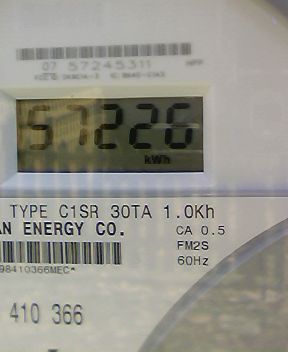 07 57245311
57226
kWh
TYPE C1SR 30TA 1.0Kh
AN ENERGY CO.
CA 0.5
FM2S
60Hz
98410366MEC*
410 366